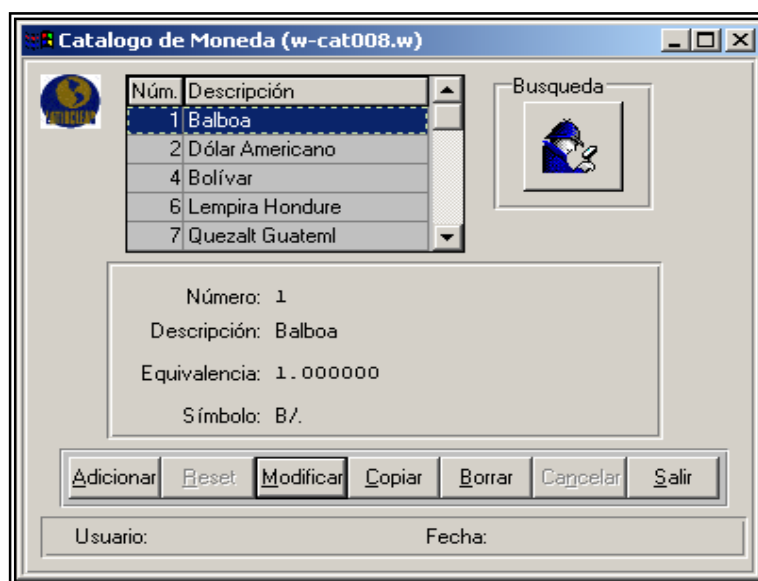 Catalogo de Moneda (w-cat008.w)
Núm. Descripción
1 Balboa
2 Dólar Americano
4 Bolívar
6 Lempira Hondure
7 Quezalt Guateml
Busqueda
LATINCLEAR
Número: 1
Descripción: Balboa
Equivalencia: 1.000000
Símbolo: B/.
Adicionar Reset Modificar Copiar Borrar Cancelar Salir
Usuario: Fecha: